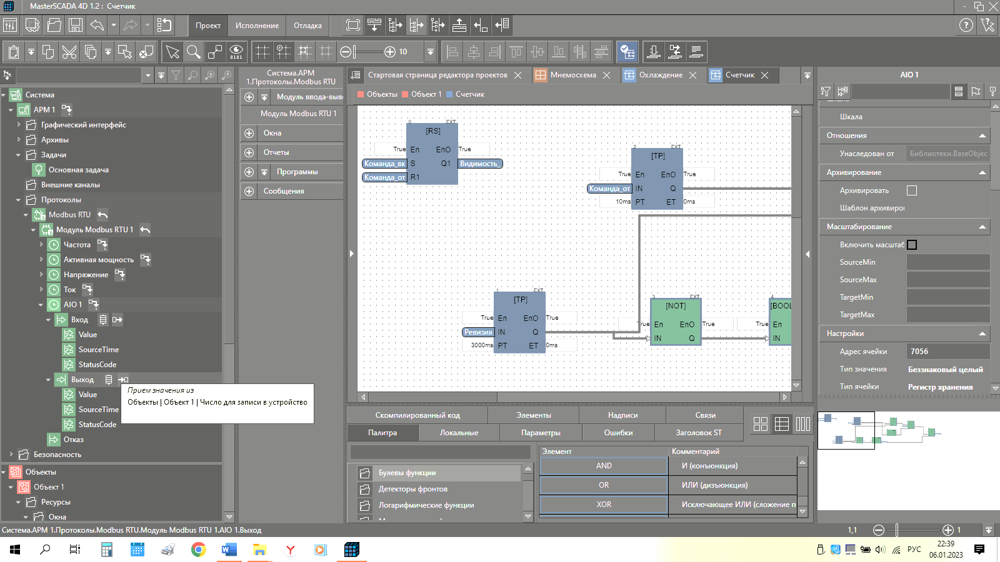 MasterSCADA 4D 1.2 : Счетчик
Проект
Исполнение
Отладка
10
Система.АРМ 1.Протоколы.Modbus RTU
Модуль ввода-выво
Модуль Modbus RTU 1
Окна
Отчеты
Программы
Сообщения
Система
АРМ 1
Графический интерфейс
Архивы
Задачи
Основная задача
Внешние каналы
Протоколы
Modbus RTU
Модуль Modbus RTU 1
Частота
Активная мощность
Напряжение
Ток
AIO 1
Вход
Value
SourceTime
StatusCode
Выход
Value
SourceTime
StatusCode
Отказ
Безопасность
Прием значения из
Объекты | Объект 1 | Число для записи в устройство
Объекты
Объект 1
Ресурсы
Окна
Стартовая страница редактора проектов
Мнемосхема
Охлаждение
Счетчик
Объекты
Объект 1
Счетчик
0 EXT
[RS]
True En EnO True
Команда_вк S Q1 Видимость_
Команда_от R1
2 EXT
[TP]
True En EnO True
Команда_от IN Q
10ms PT ET 0ms
1 EXT
[TP]
True En EnO True
Ревизия IN Q
3000ms PT ET 0ms
3 EXT
[NOT]
True En EnO True
IN Q
4
[BOOL
True En
IN
Скомпилированный код
Элементы
Надписи
Связи
Палитра
Локальные
Параметры
Ошибки
Заголовок ST
Булевы функции
Детекторы фронтов
Логарифмические функции
Элемент Комментарий
AND И (конъюнкция)
OR ИЛИ (дизъюнкция)
XOR Исключающее ИЛИ (сложение п
AIO 1
Шкала
Отношения
Унаследован от Библиотеки.BaseObjec
Архивирование
Архивировать
Шаблон архивирог
Масштабирование
Включить масштаб
SourceMin
SourceMax
TargetMin
TargetMax
Настройки
Адрес ячейки 7056
Тип значения Беззнаковый целый
Тип ячейки Регистр хранения
Система.АРМ 1.Протоколы.Modbus RTU.Модуль Modbus RTU 1.AIO 1.Выход
1,1
1
РУС
22:39
06.01.2023